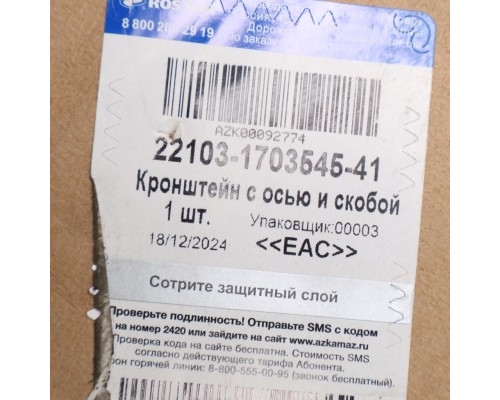 8 800 2
AZK00092774
22103-1703545-41
Кронштейн с осью и скобой
1 шт. Упаковщик:00003
18/12/2024 <<EAC>>
Сотрите защитный слой
Проверьте подлинность! Отправьте SMS с кодом
на номер 2420 или зайдите на сайт www.azkamaz.ru
Проверка кода на сайте бесплатна. Стоимость SMS
согласно действующего тарифа Абонента.
горячей линии: 8-800-555-00-95 (звонок бесплатный).